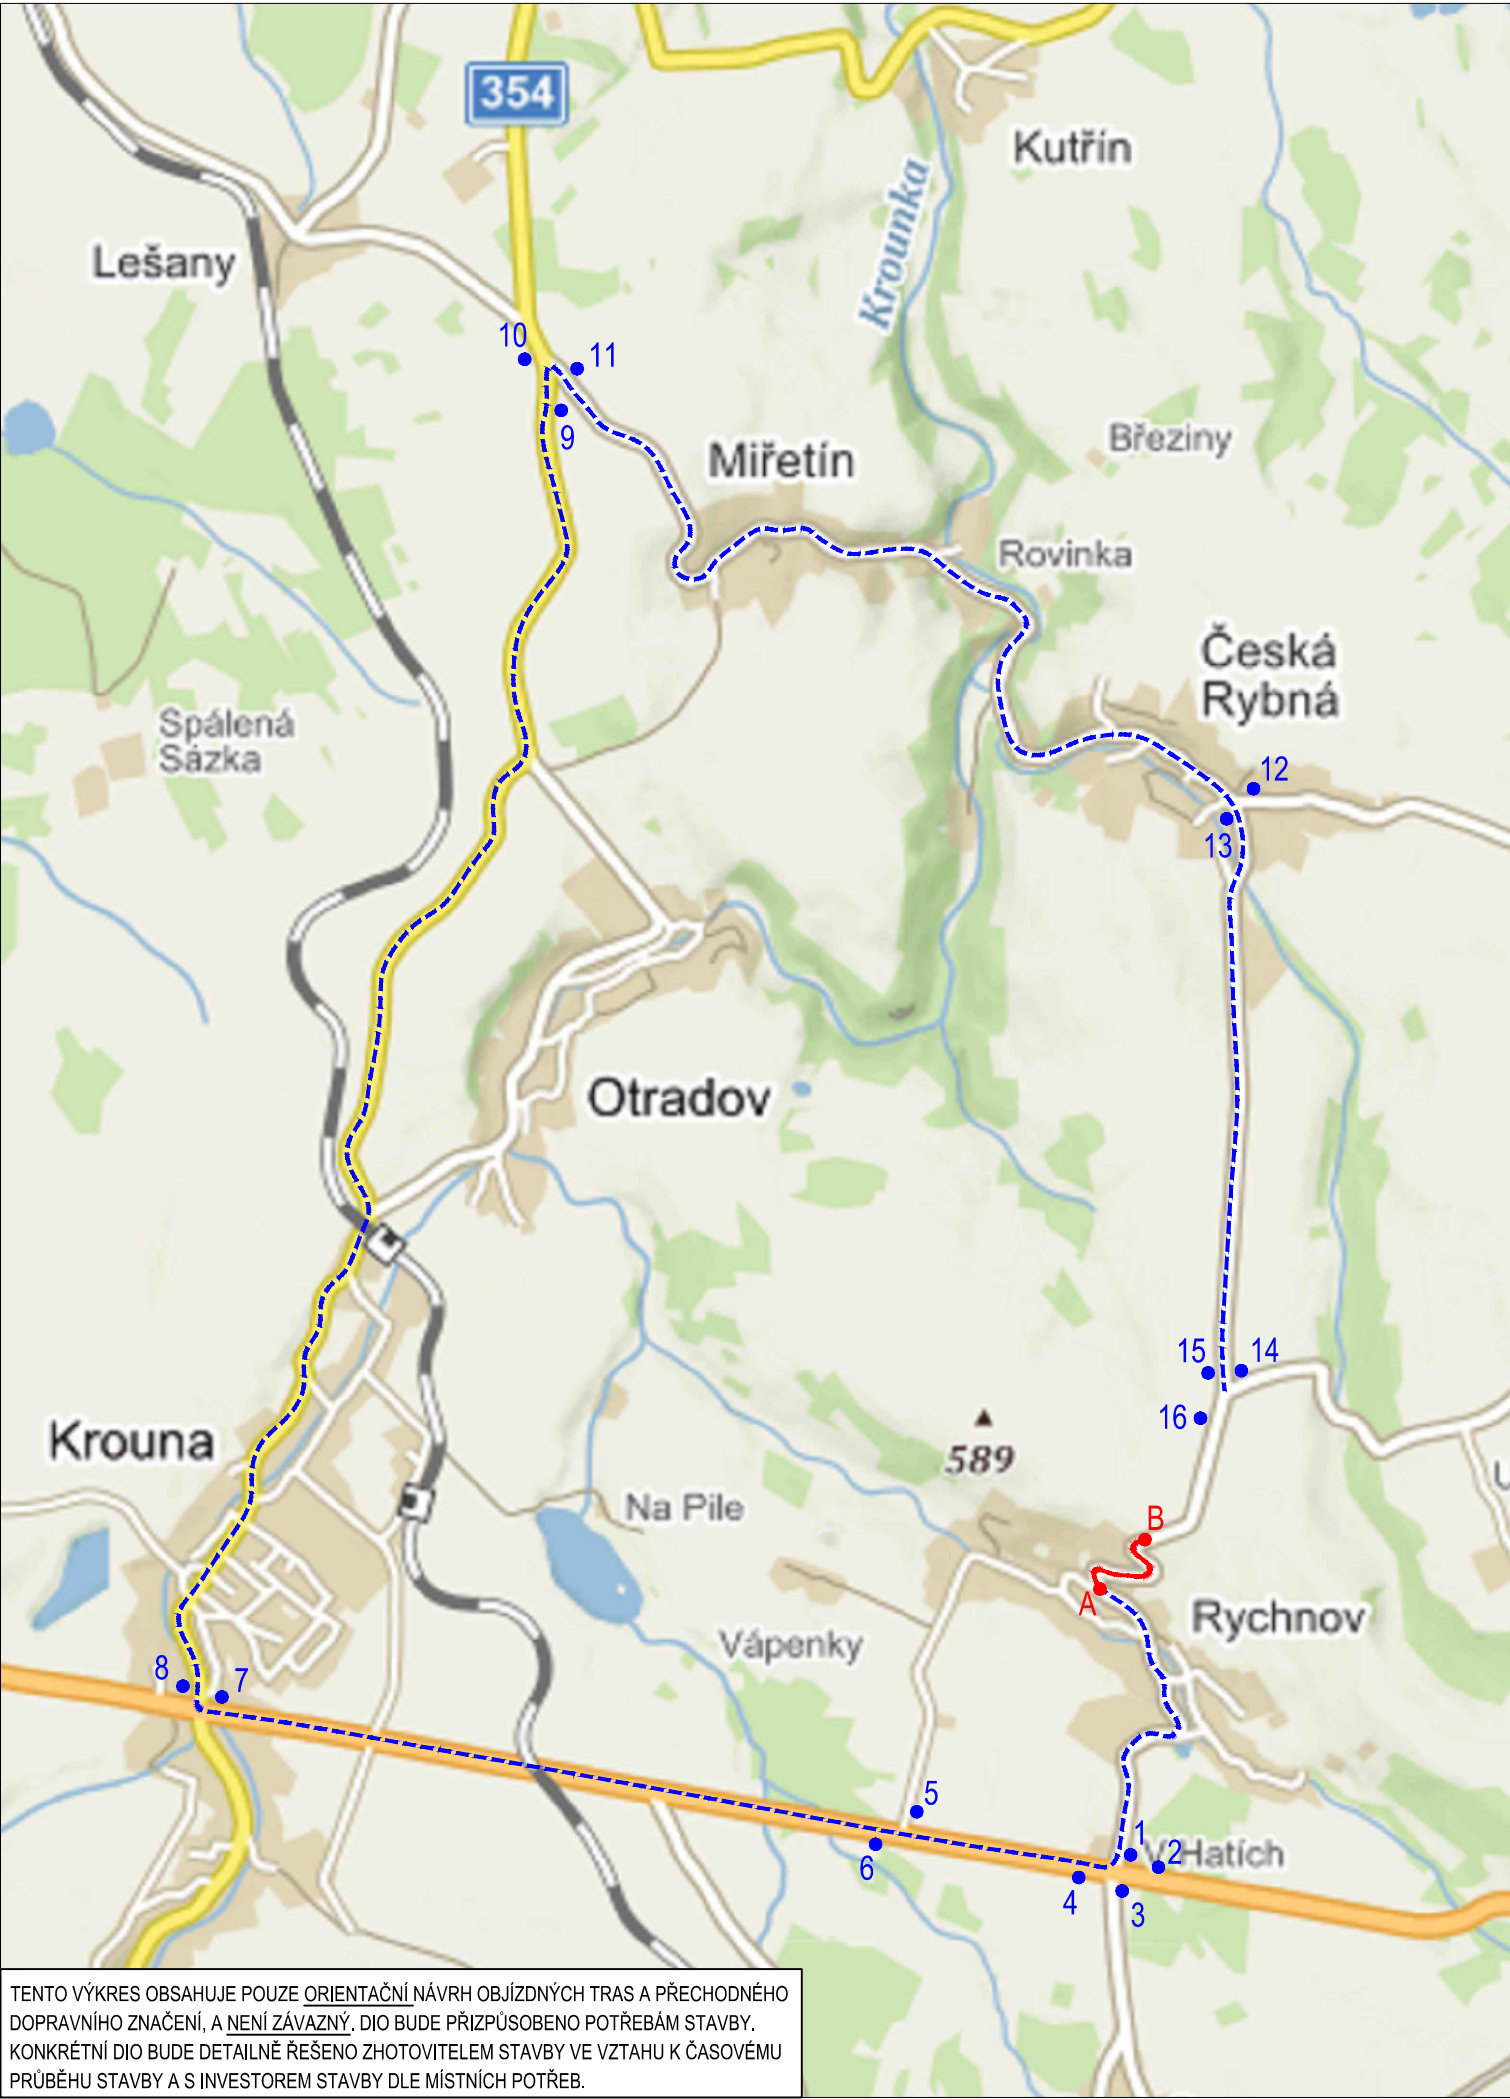 354
Kutřín
Krounka
Lešany
10
11
9
Miřetín
Březiny
Rovinka
Česká
Rybná
Spálená
Sázka
12
13
Otradov
15
14
16
589
Krouna
Na Pile
B
A
Rychnov
Vápenky
8
7
5
6
1
2
V Hatích
4
3
TENTO VÝKRES OBSAHUJE POUZE ORIENTAČNÍ NÁVRH OBJÍZDNÝCH TRAS A PŘECHODNÉHO
DOPRAVNÍHO ZNAČENÍ, A NENÍ ZÁVAZNÝ. DIO BUDE PŘIZPŮSOBENO POTŘEBÁM STAVBY.
KONKRÉTNÍ DIO BUDE DETAILNĚ ŘEŠENO ZHOTOVITELEM STAVBY VE VZTAHU K ČASOVÉMU
PRŮBĚHU STAVBY A S INVESTOREM STAVBY DLE MÍSTNÍCH POTŘEB.